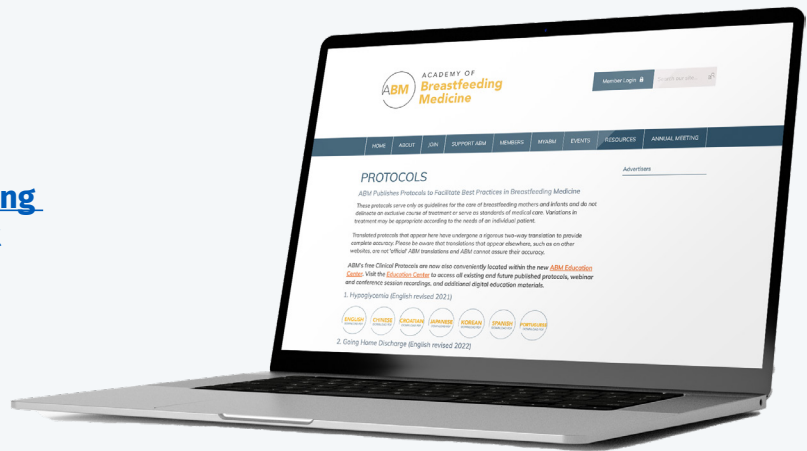 ng
ACADEMY OF
ABM
Breastfeeding
Medicine
Member Login
Search our site...
HOME
ABOUT
JOIN
SUPPORT ABM
MEMBERS
MYABM
EVENTS
RESOURCES
ANNUAL MEETING
PROTOCOLS
Advertisers
ABM Publishes Protocols to Facilitate Best Practices in Breastfeeding Medicine
These protocols serve only as guidelines for the care of breastfeeding mothers and infants and do not
delineate an exclusive course of treatment or serve as standards of medical care. Variations in
treatment may be appropriate according to the needs of an individual patient.
Translated protocols that appear here have undergone a rigorous two-way translation to provide
complete accuracy. Please be aware that translations that appear elsewhere, such as on other
websites, are not 'official' ABM translations and ABM cannot assure their accuracy.
ABM's free Clinical Protocols are now also conveniently located within the new ABM Education
Center. Visit the Education Center to access all existing and future published protocols, webinar
and conference session recordings, and additional digital education materials.
1. Hypoglycemia (English revised 2021)
ENGLISH
CHINESE
CROATIAN
JAPANESE
KOREAN
SPANISH
PORTUGUESE
2. Going Home Discharge (English revised 2022)